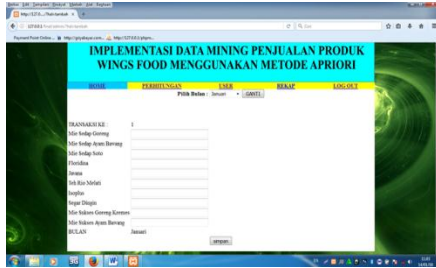 IMPLEMENTASI DATA MINING PENJUALAN PRODUK
WINGS FOOD MENGGUNAKAN METODE APRIORI
HOME PERHITUNGAN USER REKAP LOG OUT
Pilih Bulan : Januari GANTI
TRANSAKSI KE : 1
Mie Sedap Goreng
Mie Sedap Ayam Bawang
Mie Sedap Soto
Floridina
Javana
Teh Rio Melati
Isoplus
Segar Dingin
Mie Sukses Goreng Kremes
Mie Sukses Ayam Bawang
BULAN Januari
simpan